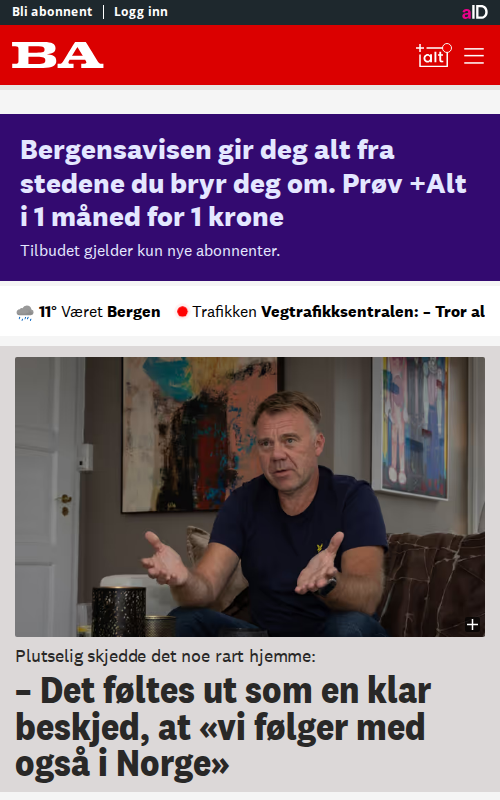 Bli abonnent | Logg inn
aID
BA
+alt
Bergensavisen gir deg alt fra
stedene du bryr deg om. Prøv +Alt
i 1 måned for 1 krone
Tilbudet gjelder kun nye abonnenter.
11° Været Bergen Trafikken Vegtrafikksentralen: – Tror al
Plutselig skjedde det noe rart hjemme:
– Det føltes ut som en klar
beskjed, at «vi følger med
også i Norge»